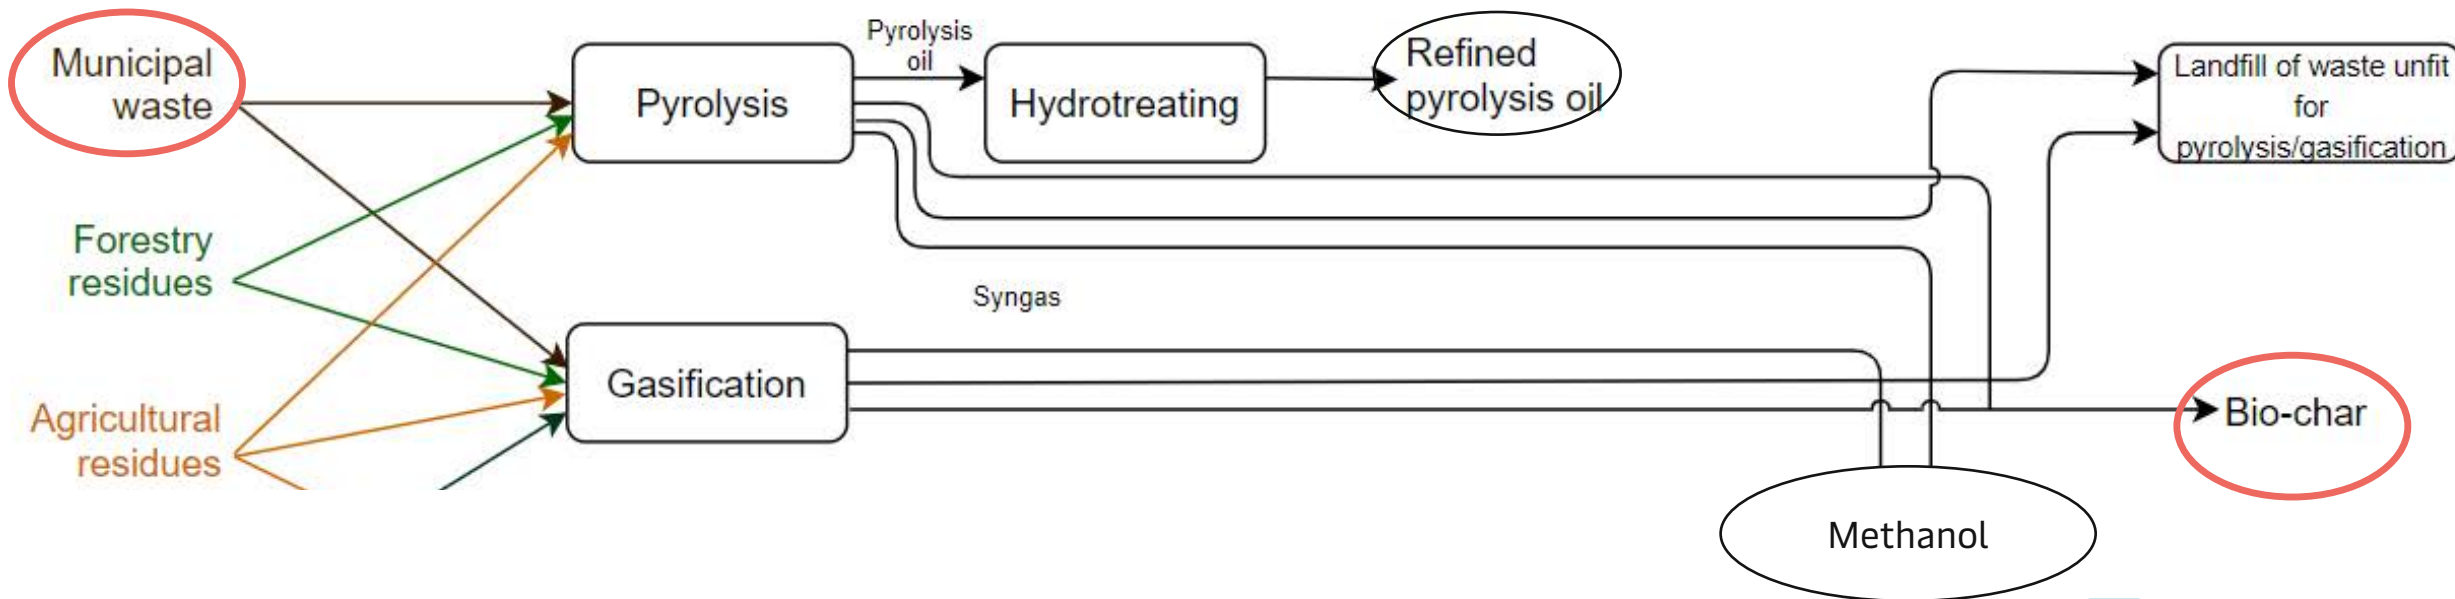 Municipal
waste
Pyrolysis
Pyrolysis
oil
Hydrotreating
Refined
pyrolysis oil
Landfill of waste unfit
for
pyrolysis/gasification
Forestry
residues
Syngas
Gasification
Agricultural
residues
Bio-char
Methanol